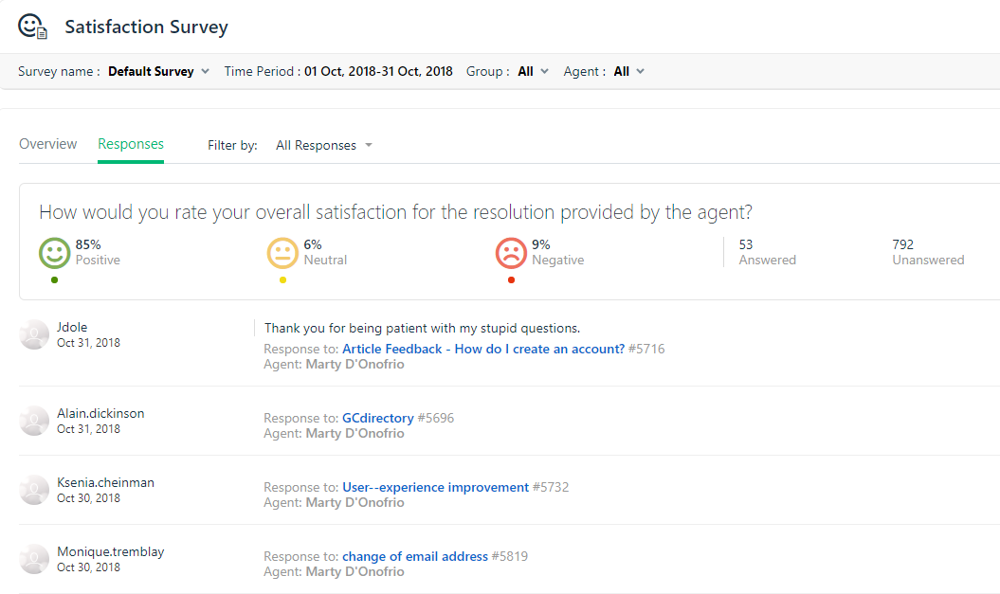 Satisfaction Survey
Survey name : Default Survey Time Period : 01 Oct, 2018-31 Oct, 2018 Group : All Agent : All
Overview Responses Filter by: All Responses
How would you rate your overall satisfaction for the resolution provided by the agent?
85% 6% 9% 53 792
Positive Neutral Negative Answered Unanswered
Jdole Thank you for being patient with my stupid questions.
Oct 31, 2018 Response to: Article Feedback - How do I create an account? #5716
Agent: Marty D'Onofrio
Alain.dickinson Response to: GCdirectory #5696
Oct 31, 2018 Agent: Marty D'Onofrio
Ksenia.cheinman Response to: User--experience improvement #5732
Oct 30, 2018 Agent: Marty D'Onofrio
Monique.tremblay Response to: change of email address #5819
Oct 30, 2018 Agent: Marty D'Onofrio